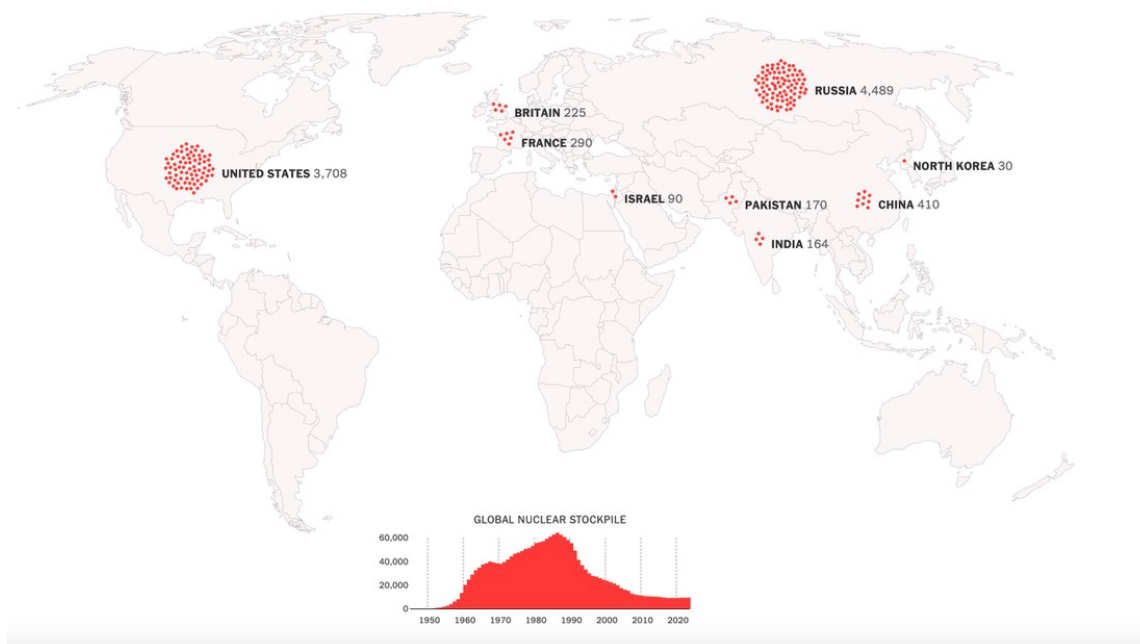 RUSSIA 4,489
BRITAIN 225
FRANCE 290
NORTH KOREA 30
UNITED STATES 3,708
ISRAEL 90
PAKISTAN 170
CHINA 410
INDIA 164
GLOBAL NUCLEAR STOCKPILE
60,000
40,000
20,000
0
1950 1960 1970 1980 1990 2000 2010 2020